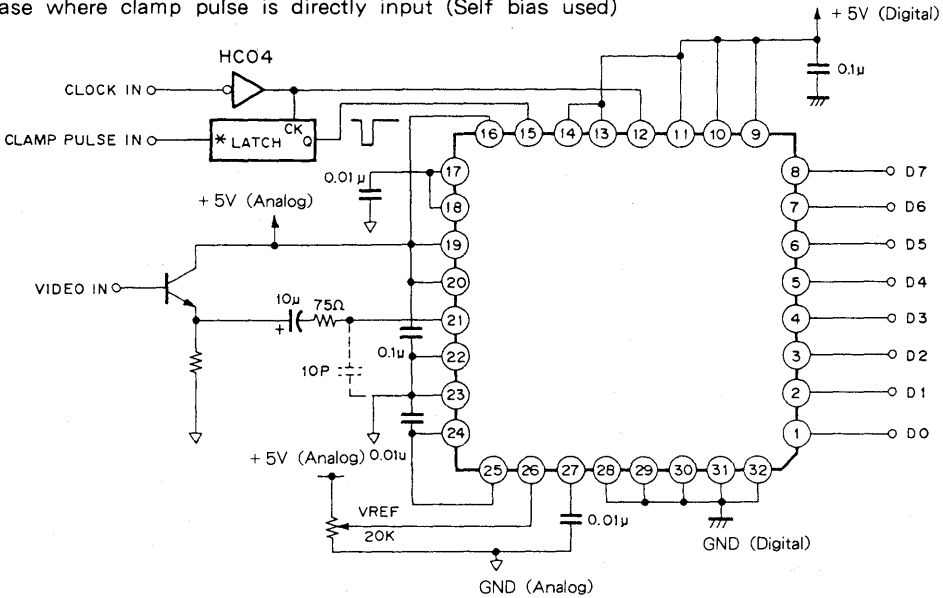 ase where clamp pulse is directly input (Self bias used)
+ 5V (Digital)
HC04
0.1μ
CLOCK IN
CK
CLAMP PULSE IN
* LATCH Q
16 15 14 13 12 11 10 9
0.01μ
17
8 D7
18
7 D6
+ 5V (Analog)
19
6 D5
VIDEO IN
20
5 D4
10μ 75Ω
+
21
4 D3
0.1μ
22
3 D2
10P
23
2 D1
24
1 D0
+ 5V (Analog) 0.01μ
25 26 27 28 29 30 31 32
VREF
20K
0.01μ
GND (Digital)
GND (Analog)